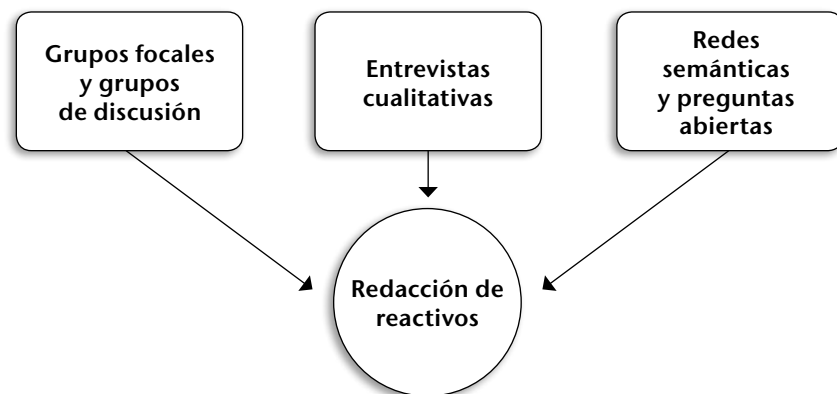 Grupos focales
y grupos
de discusión
Entrevistas
cualitativas
Redes
semánticas
y preguntas
abiertas
Redacción de
reactivos